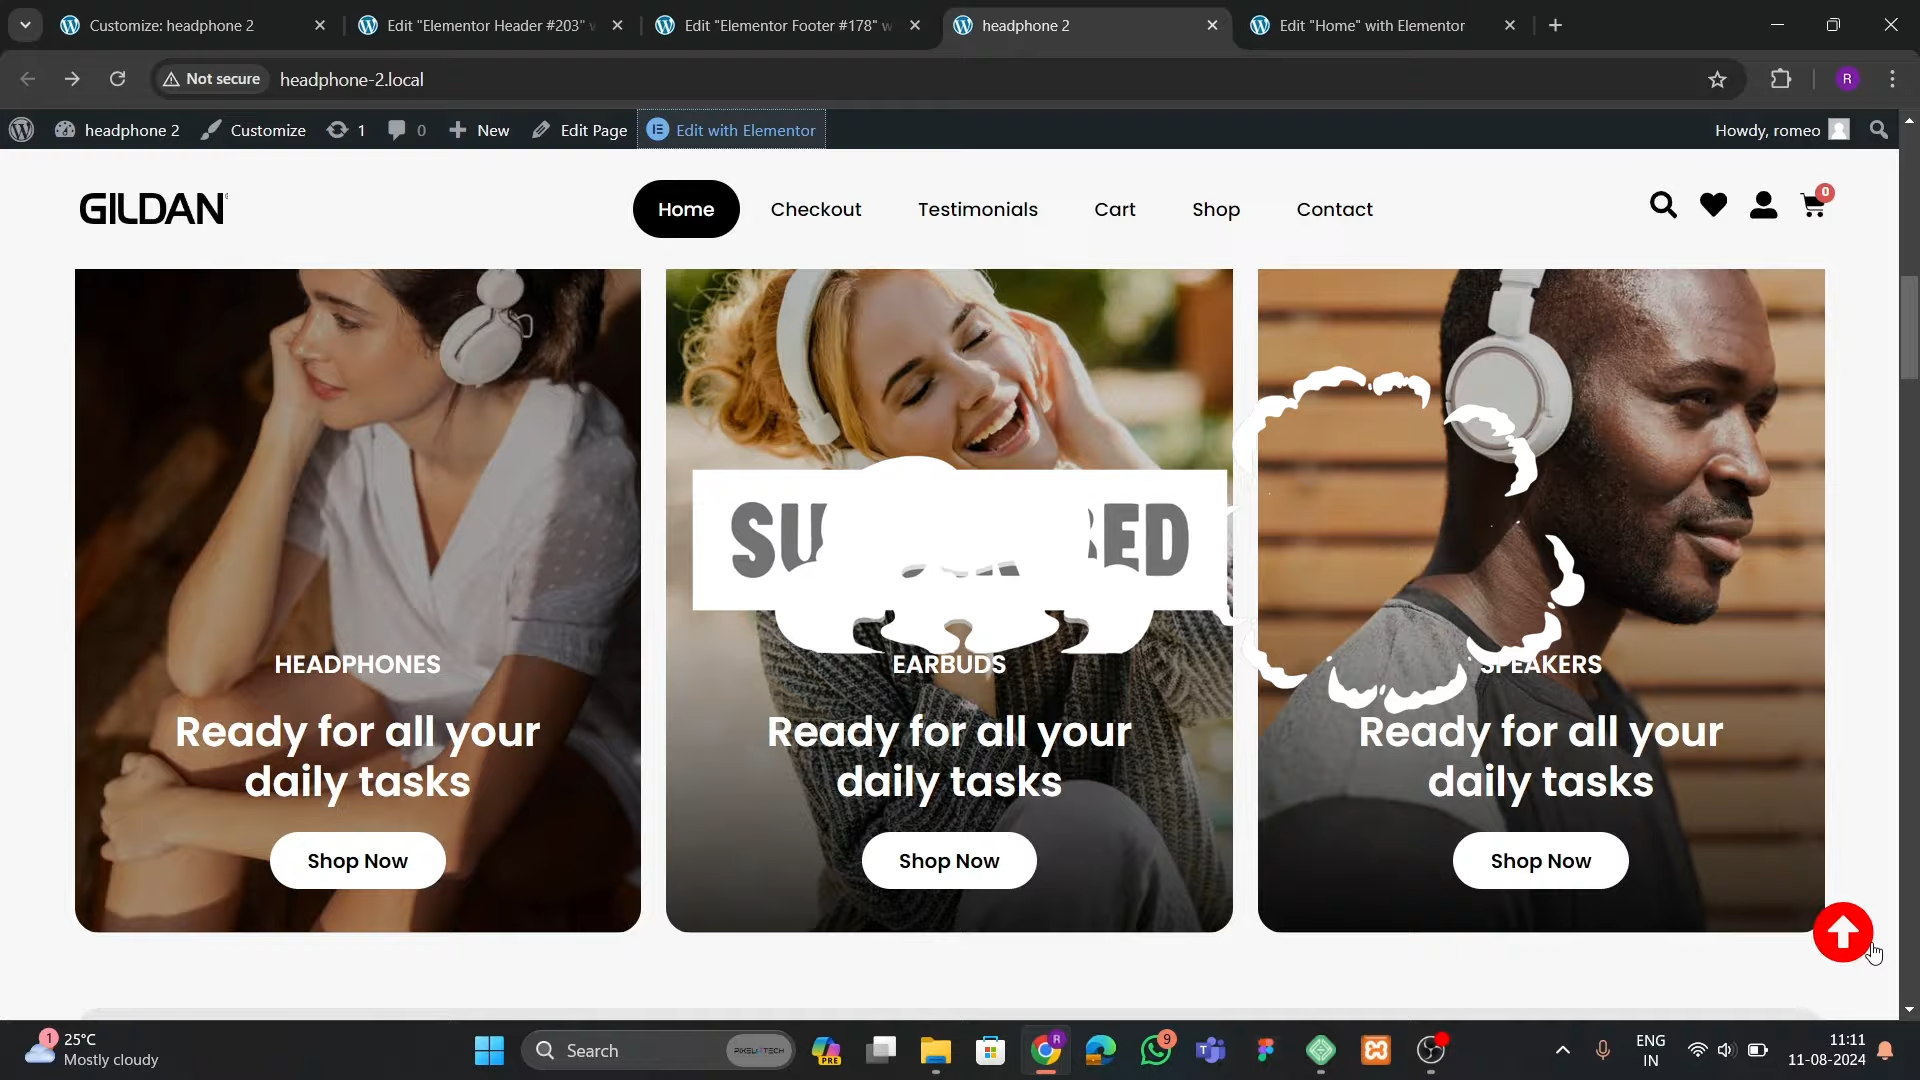 Customize: headphone 2
Edit "Elementor Header #203" w
Edit "Elementor Footer #178" w
headphone 2
Edit "Home" with Elementor
Not secure
headphone-2.local
headphone 2
Customize
1
0
New
Edit Page
Edit with Elementor
Howdy, romeo
GILDAN
Home
Checkout
Testimonials
Cart
Shop
Contact
0
HEADPHONES
Ready for all your
daily tasks
Shop Now
EARBUDS
Ready for all your
daily tasks
Shop Now
SPEAKERS
Ready for all your
daily tasks
Shop Now
1
25°C
Mostly cloudy
Search
PIXEL TECH
PRE
R
9
ENG
IN
11:11
11-08-2024